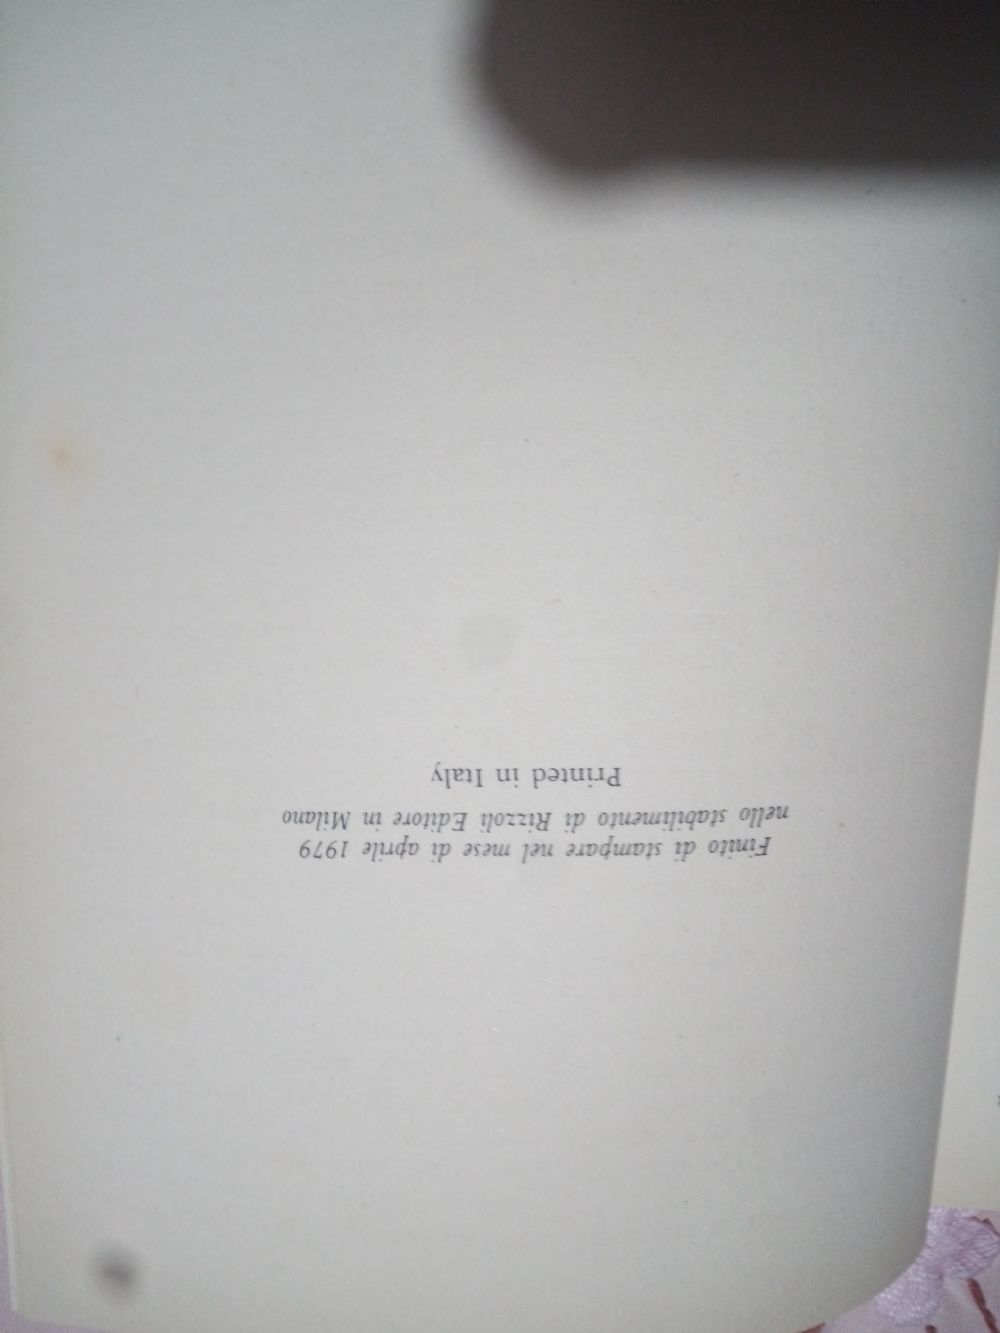 Finito di stampare nel mese di aprile 1979
nello stabilimento di Rizzoli Editore in Milano
Printed in Italy